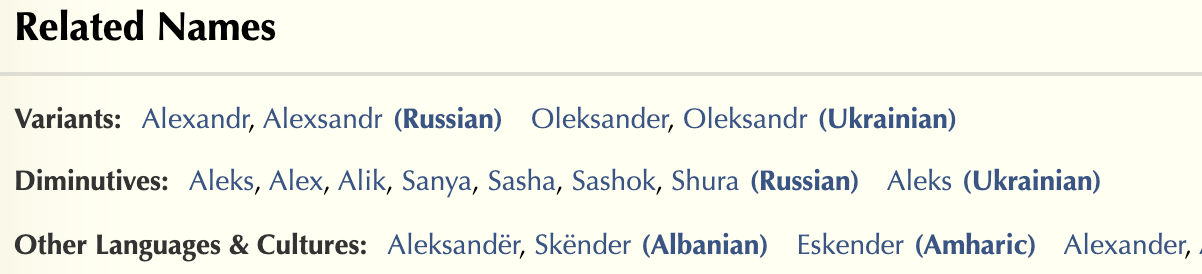 Related Names
Variants: Alexandr, Alexsandr (Russian) Oleksander, Oleksandr (Ukrainian)
Diminutives: Aleks, Alex, Alik, Sanya, Sasha, Sashok, Shura (Russian) Aleks (Ukrainian)
Other Languages & Cultures: Aleksandër, Skënder (Albanian) Eskender (Amharic) Alexander,